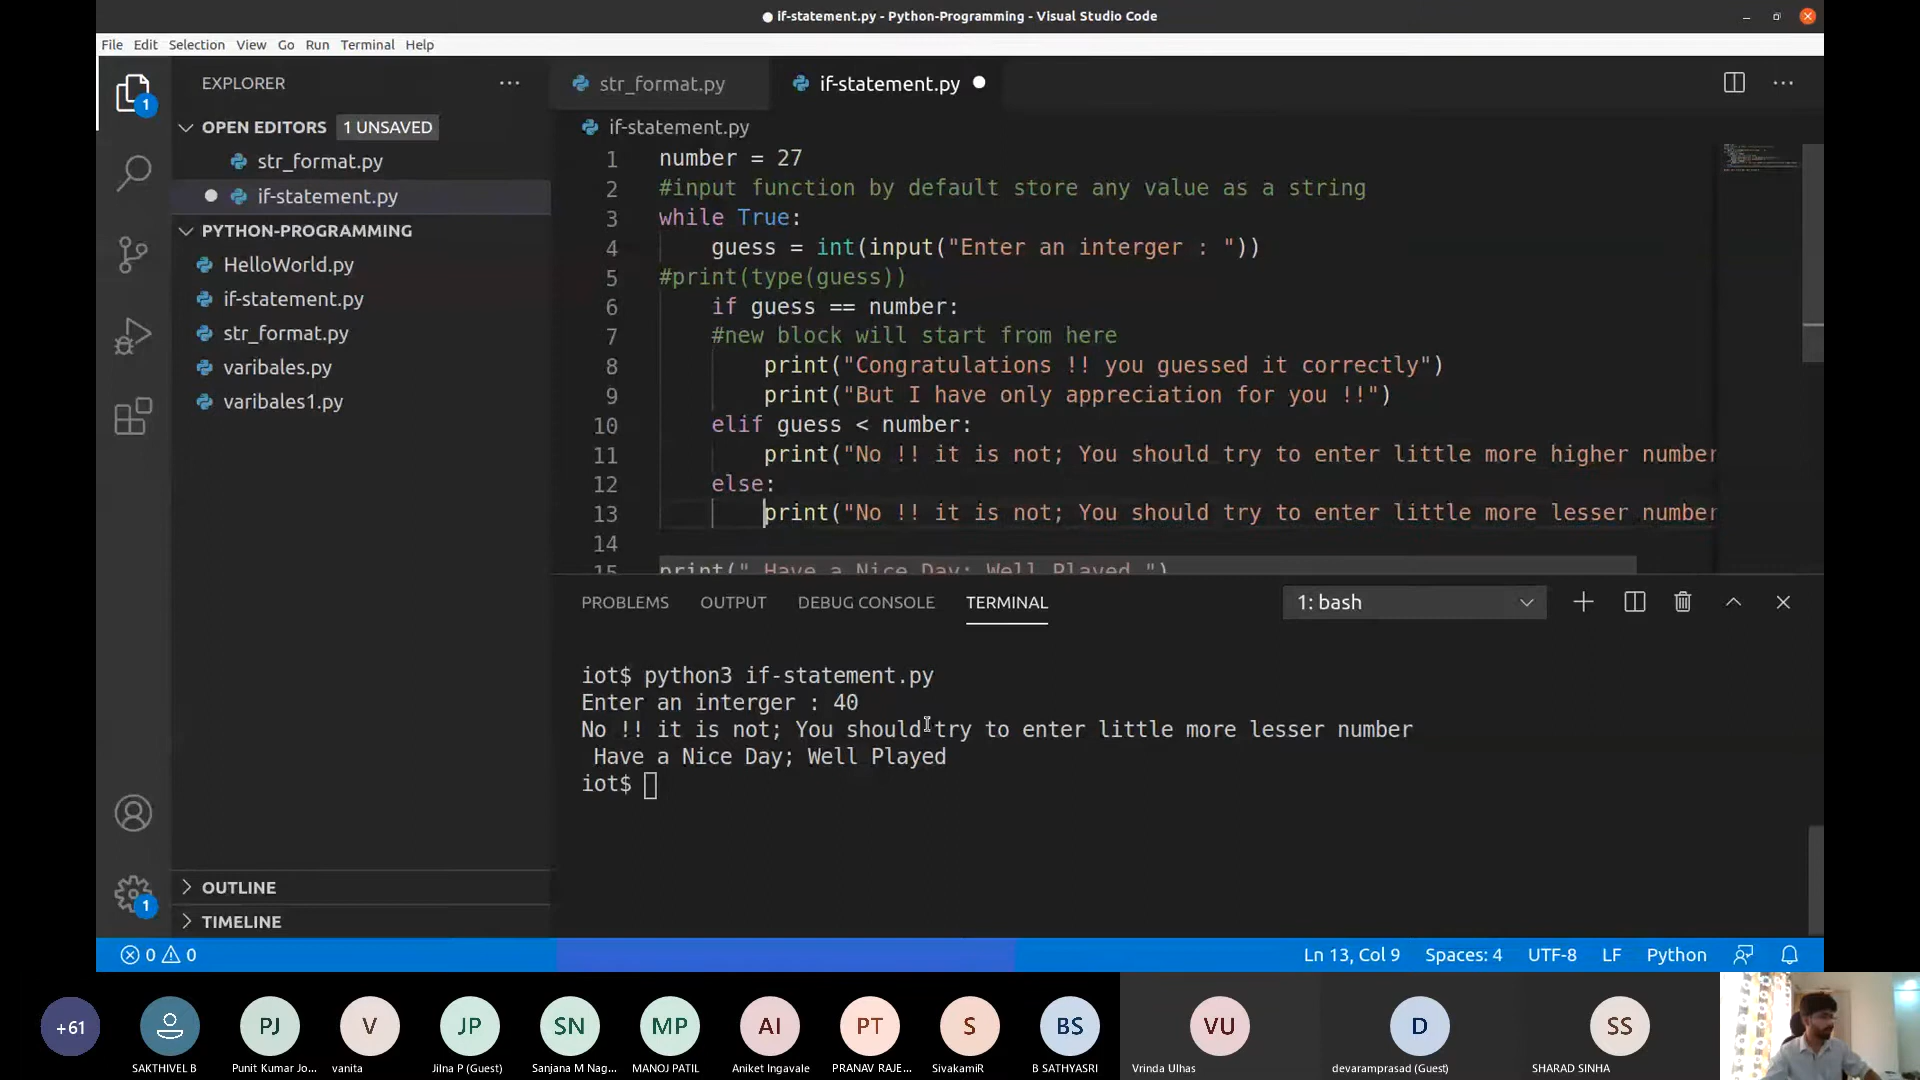 if-statement.py - Python-Programming - Visual Studio Code
File Edit Selection View Go Run Terminal Help
EXPLORER
OPEN EDITORS 1 UNSAVED
str_format.py
if-statement.py
PYTHON-PROGRAMMING
HelloWorld.py
if-statement.py
str_format.py
varibales.py
varibales1.py
OUTLINE
TIMELINE
1
1
str_format.py if-statement.py
if-statement.py
1 number = 27
2 #input function by default store any value as a string
3 while True:
4 guess = int(input("Enter an interger : "))
5 #print(type(guess))
6 if guess == number:
7 #new block will start from here
8 print("Congratulations !! you guessed it correctly")
9 print("But I have only appreciation for you !!")
10 elif guess < number:
11 print("No !! it is not; You should try to enter little more higher number
12 else:
13 print("No !! it is not; You should try to enter little more lesser number
14
15 print(" Have a Nice Day; Well Played ")
PROBLEMS OUTPUT DEBUG CONSOLE TERMINAL 1: bash
iot$ python3 if-statement.py
Enter an interger : 40
No !! it is not; You should try to enter little more lesser number
Have a Nice Day; Well Played
iot$
0 0 Ln 13, Col 9 Spaces: 4 UTF-8 LF Python
+61 PJ V JP SN MP AI PT S BS VU D SS
SAKTHIVEL B Punit Kumar Jo... vanita Jilna P (Guest) Sanjana M Nag... MANOJ PATIL Aniket Ingavale PRANAV RAJE... SivakamiR B SATHYASRI Vrinda Ulhas devaramprasad (Guest) SHARAD SINHA